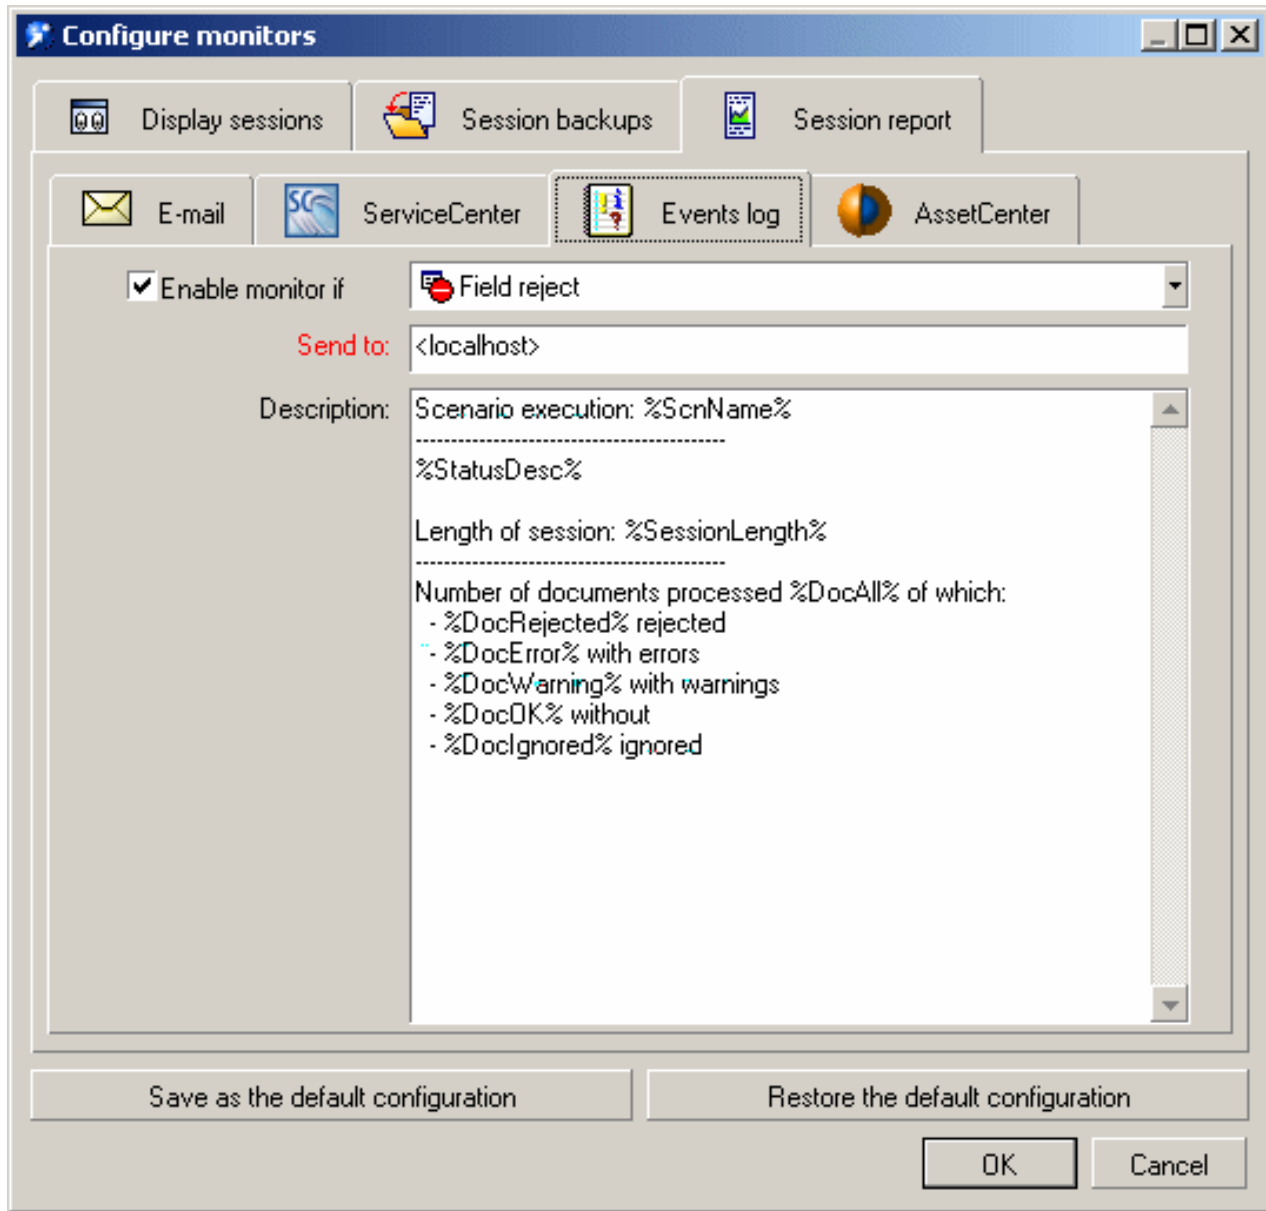 Configure monitors
Display sessions
Session backups
Session report
E-mail
ServiceCenter
Events log
AssetCenter
Enable monitor if
Field reject
Send to:
<localhost>
Description:
Scenario execution: %ScnName%
--------------------------------------------
%StatusDesc%
Length of session: %SessionLength%
--------------------------------------------
Number of documents processed %DocAll% of which:
- %DocRejected% rejected
- %DocError% with errors
- %DocWarning% with warnings
- %DocOK% without
- %DocIgnored% ignored
Save as the default configuration
Restore the default configuration
OK
Cancel